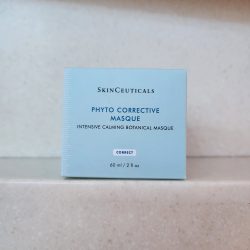 SKINCEUTICALS
PHYTO CORRECTIVE
MASQUE
INTENSIVE CALMING BOTANICAL MASQUE
CORRECT
60 ml / 2 fl oz